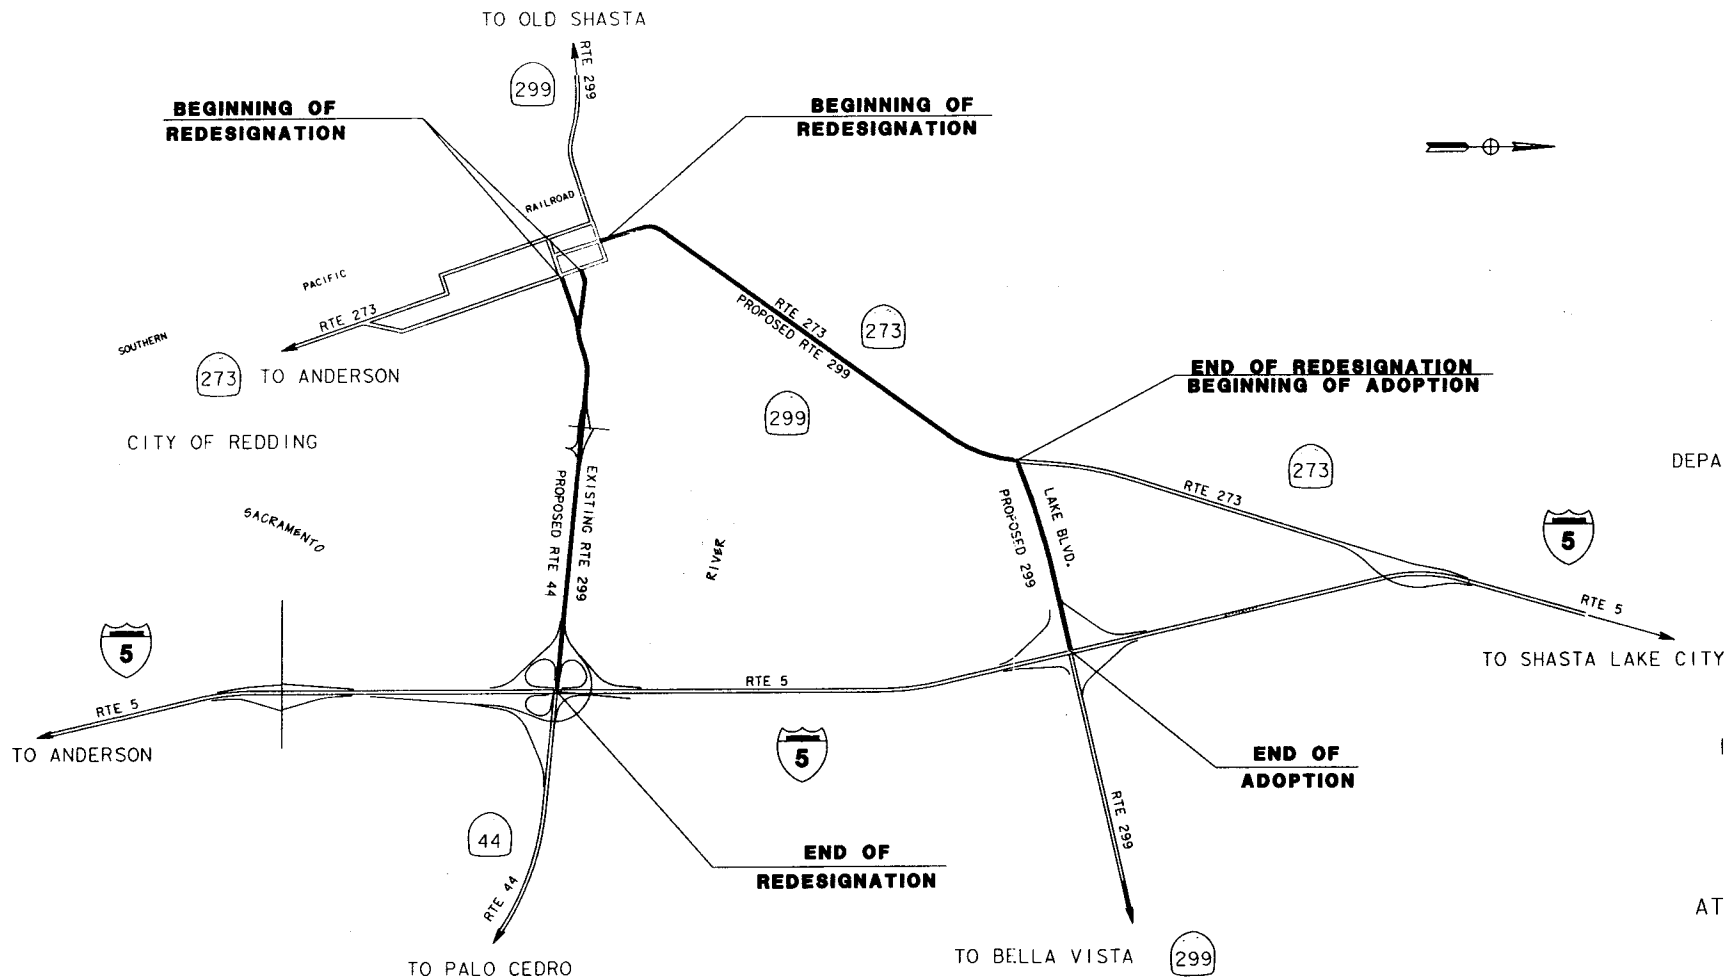 TO OLD SHASTA
RTE 299
299
BEGINNING OF
REDESIGNATION
BEGINNING OF
REDESIGNATION
RAILROAD
PACIFIC
SOUTHERN
RTE 273
273
TO ANDERSON
CITY OF REDDING
RTE 273
PROPOSED RTE 299
273
299
END OF REDESIGNATION
BEGINNING OF ADOPTION
273
RTE 273
DEPA
5
SACRAMENTO
RIVER
EXISTING RTE 299
PROPOSED RTE 44
LAKE BLVD.
PROPOSED 299
RTE 5
TO SHASTA LAKE CITY
5
RTE 5
TO ANDERSON
RTE 5
5
END OF
ADOPTION
RTE 299
44
RTE 44
END OF
REDESIGNATION
AT
TO PALO CEDRO
TO BELLA VISTA
299